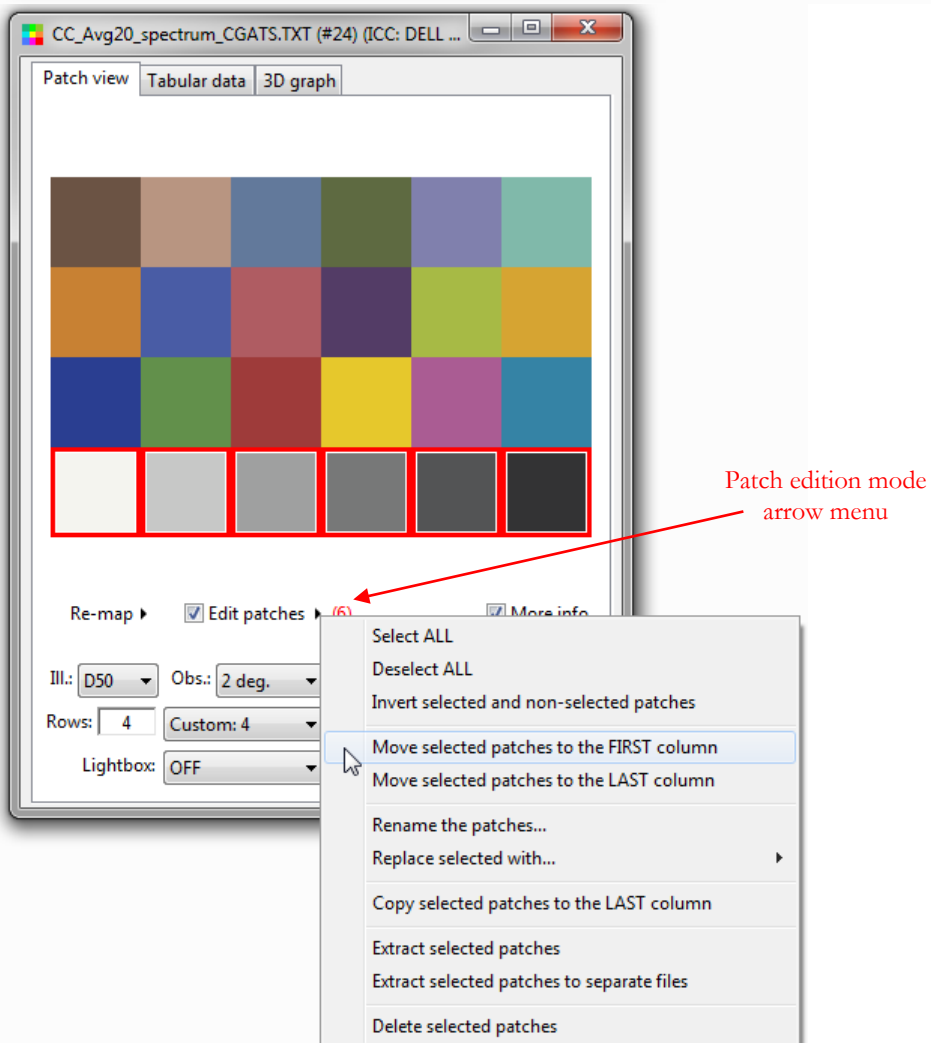 CC_Avg20_spectrum_CGATS.TXT (#24) (ICC: DELL ...
Patch view Tabular data 3D graph
Patch edition mode
arrow menu
Re-map Edit patches (6) More info
Ill.: D50 Obs.: 2 deg.
Rows: 4 Custom: 4
Lightbox: OFF
Select ALL
Deselect ALL
Invert selected and non-selected patches
Move selected patches to the FIRST column
Move selected patches to the LAST column
Rename the patches...
Replace selected with...
Copy selected patches to the LAST column
Extract selected patches
Extract selected patches to separate files
Delete selected patches